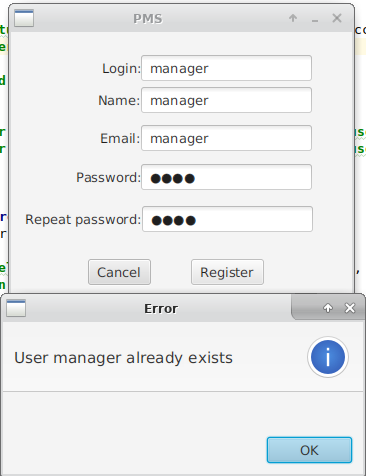 PMS
Login: manager
Name: manager
Email: manager
Password: ●●●●
Repeat password: ●●●●
Cancel Register
Error
User manager already exists
i
OK